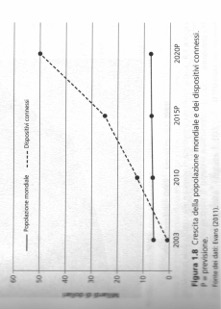 Popolazione mondiale
Dispositivi connessi
60
50
40
30
20
10
0
Miliardi di dollari
2003
2010
2015P
2020P
Figura 1.8 Crescita della popolazione mondiale e dei dispositivi connessi.
P = previsione.
Fonte dei dati: Evans (2011).